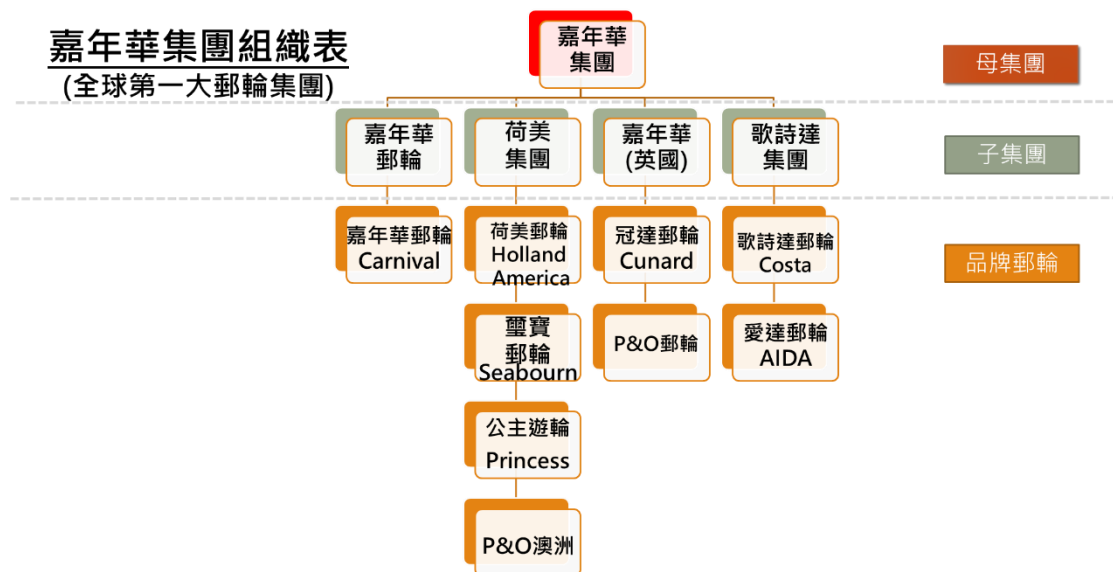 嘉年華集團組織表
(全球第一大郵輪集團)
嘉年華
集團
母集團
嘉年華
郵輪
荷美
集團
嘉年華
(英國)
歌詩達
集團
子集團
嘉年華郵輪
Carnival
荷美郵輪
Holland
America
冠達郵輪
Cunard
歌詩達郵輪
Costa
品牌郵輪
璽寶
郵輪
Seabourn
P&O郵輪
愛達郵輪
AIDA
公主遊輪
Princess
P&O澳洲